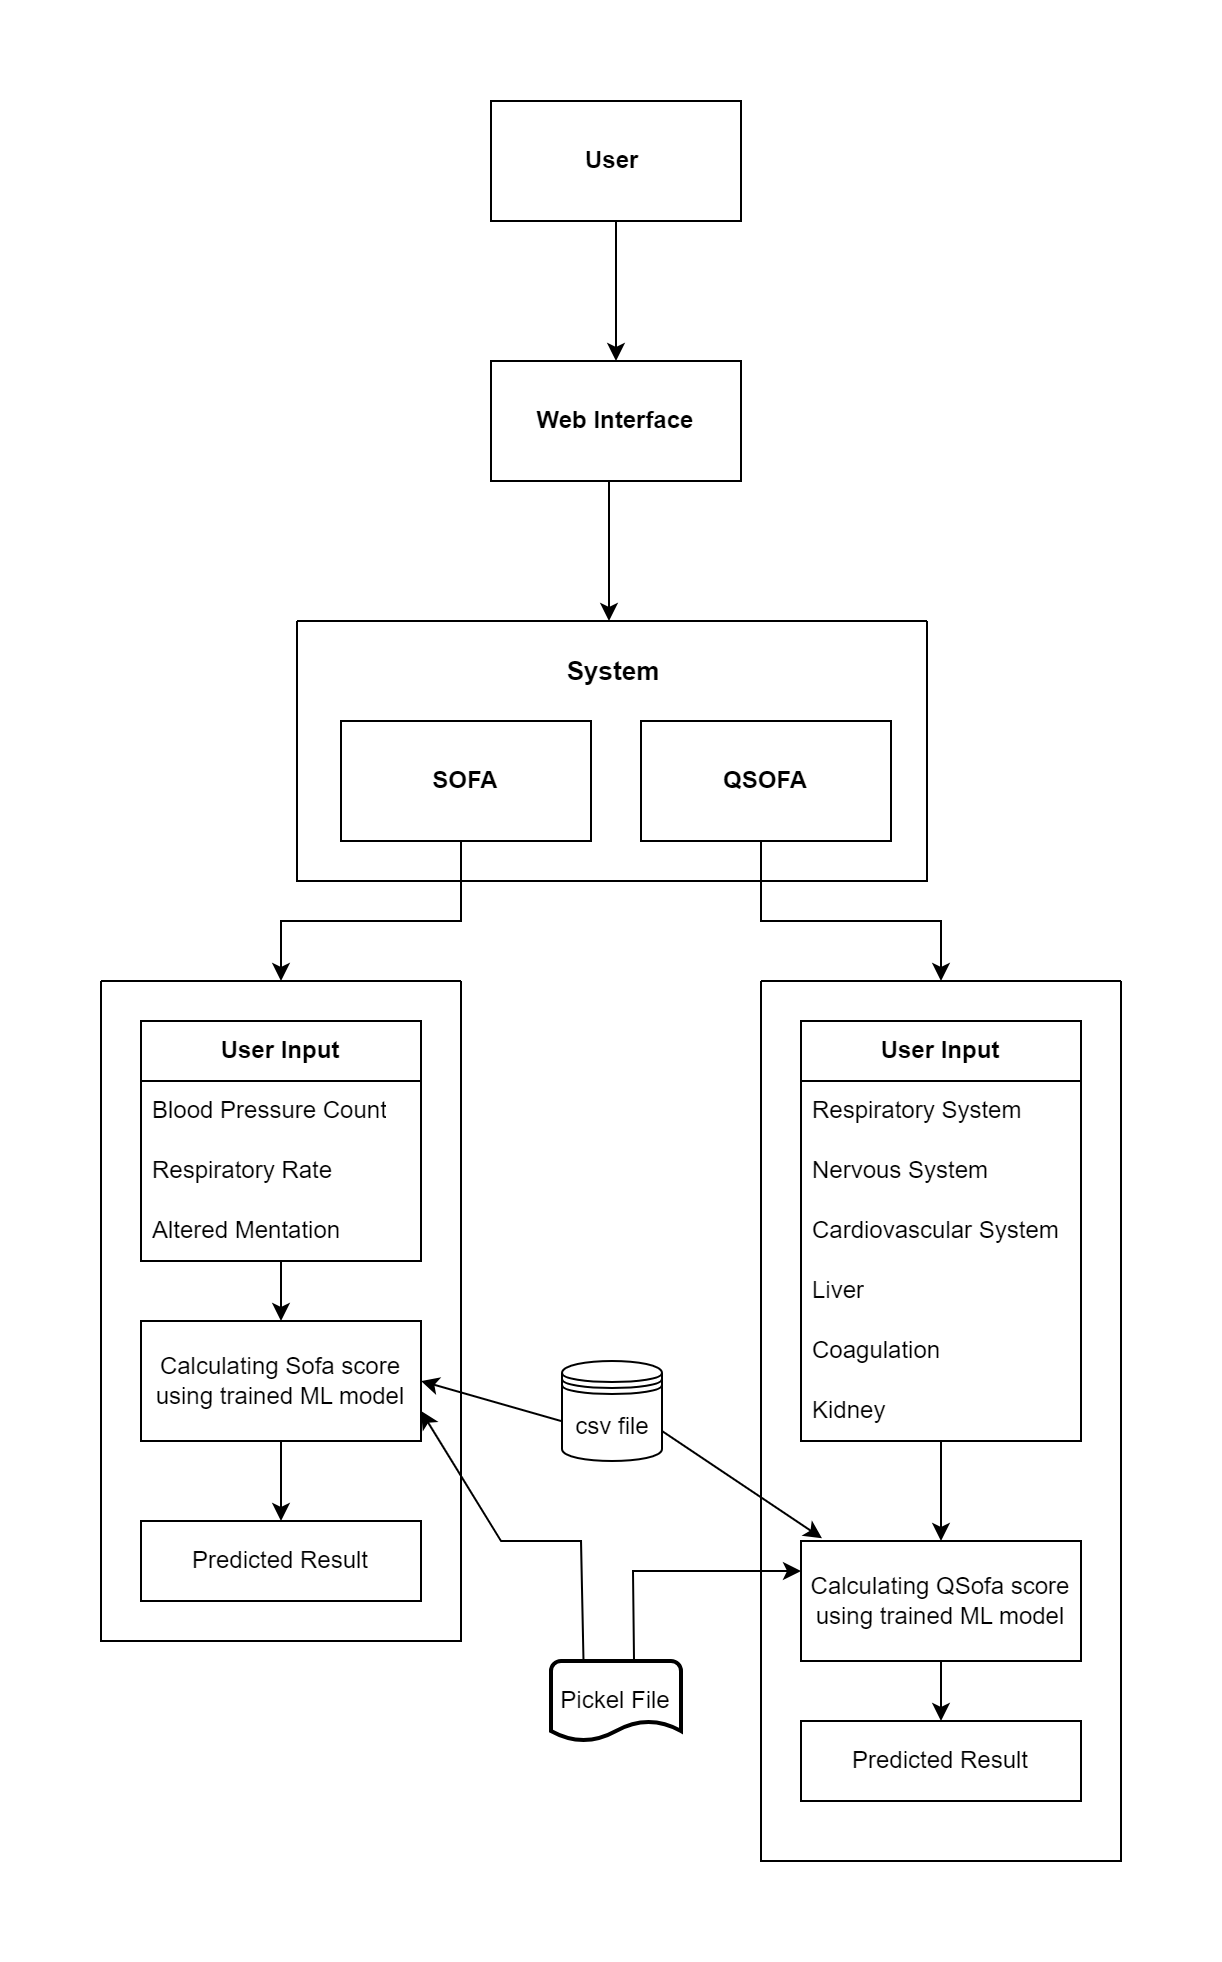 User
Web Interface
System
SOFA
QSOFA
User Input
Blood Pressure Count
Respiratory Rate
Altered Mentation
Calculating Sofa score
using trained ML model
Predicted Result
csv file
Pickel File
User Input
Respiratory System
Nervous System
Cardiovascular System
Liver
Coagulation
Kidney
Calculating QSofa score
using trained ML model
Predicted Result